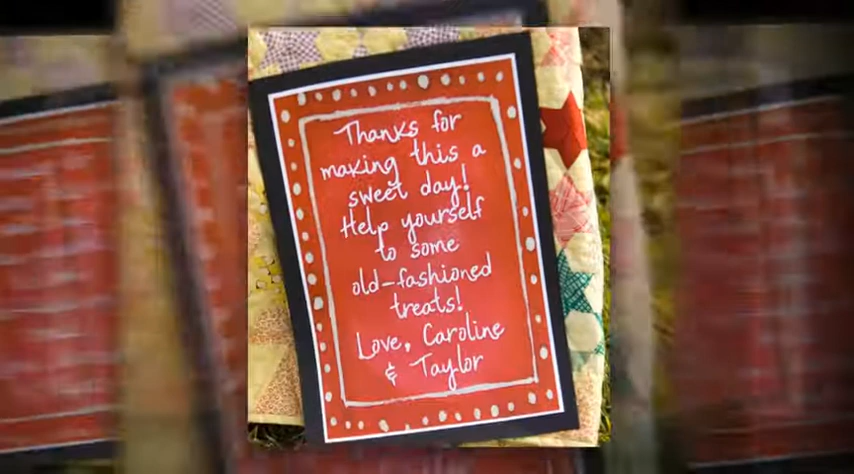 Thanks for
making this a
sweet day!
Help yourself
to some
old-fashioned
treats!
Love, Caroline
& Taylor